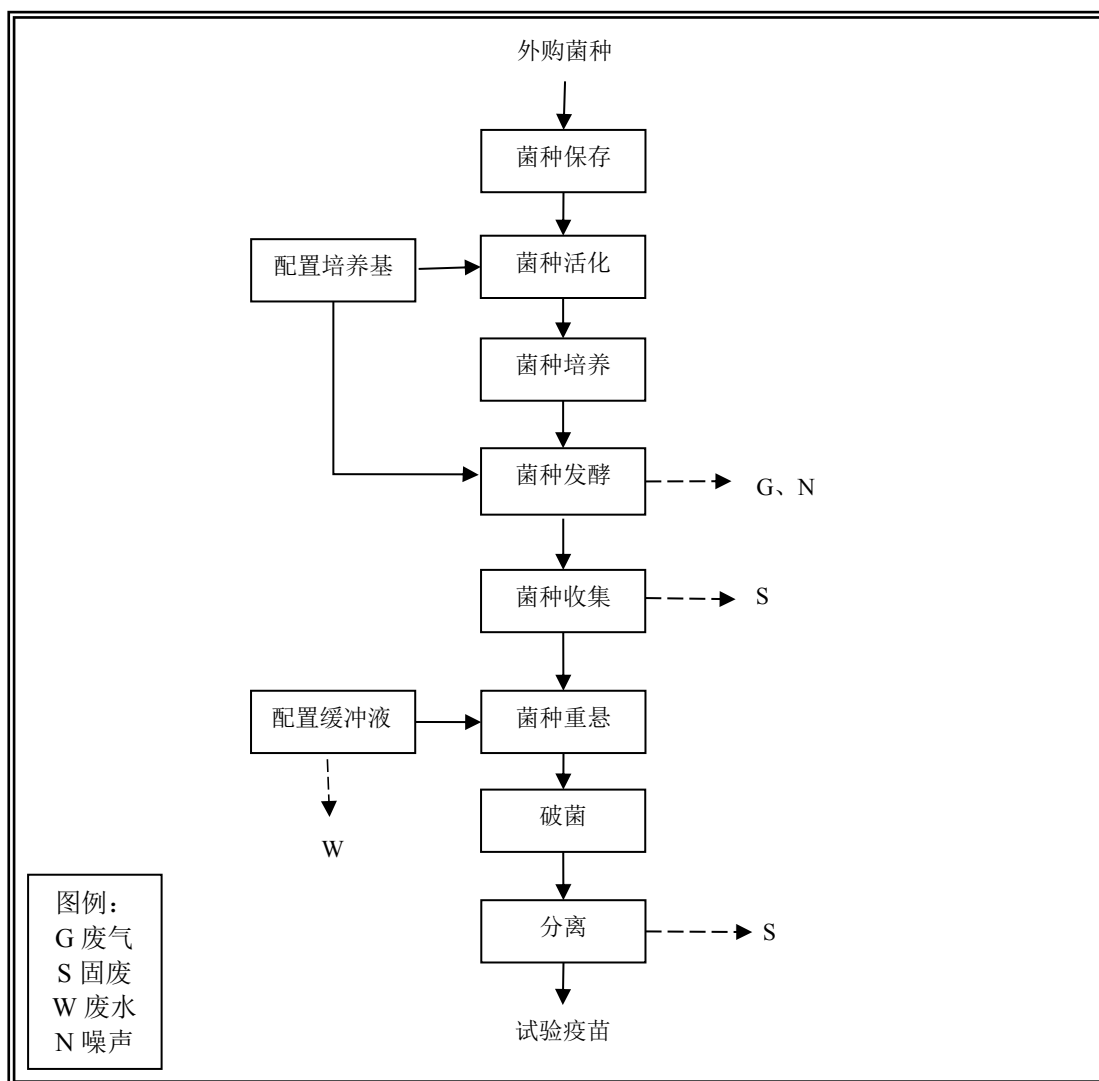 外购菌种
菌种保存
配置培养基
菌种活化
菌种培养
菌种发酵
G、N
菌种收集
S
配置缓冲液
菌种重悬
W
破菌
分离
S
试验疫苗
图例：
G 废气
S 固废
W 废水
N 噪声